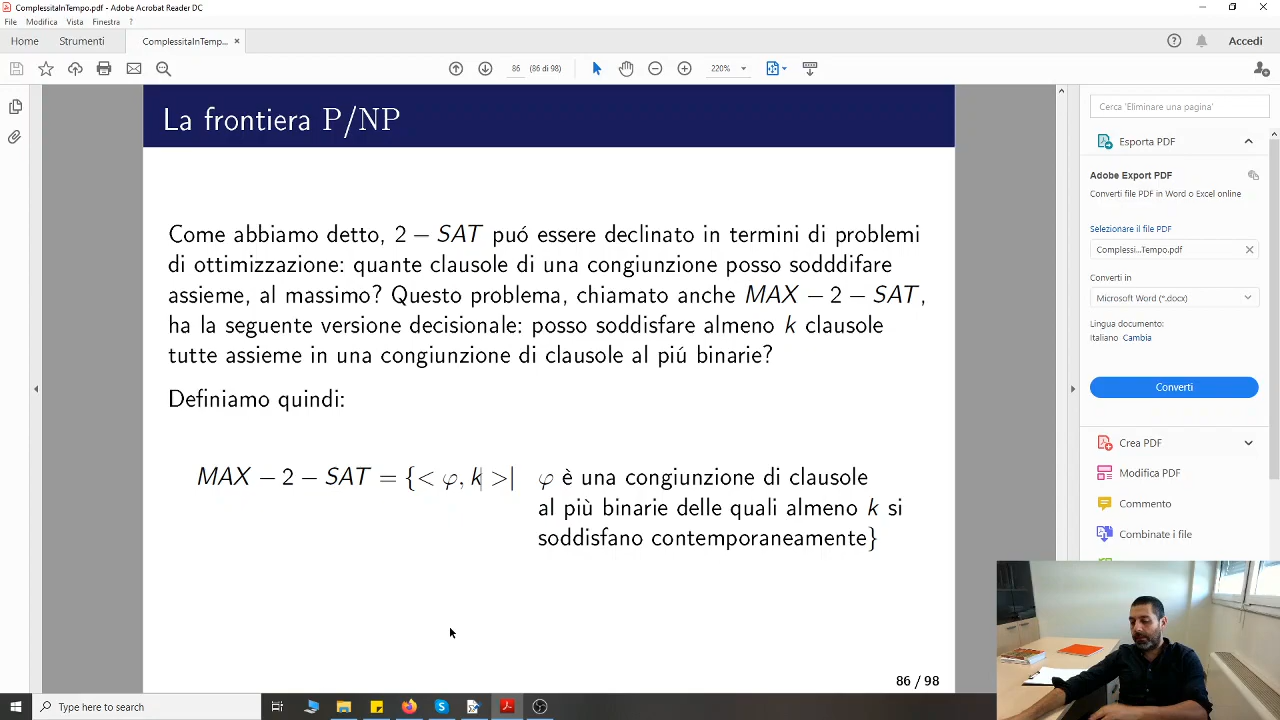 ComplessitaInTempo.pdf - Adobe Acrobat Reader DC
File Modifica Vista Finestra ?
Home Strumenti ComplessitaInTemp... × Accedi
86 (86 di 98) 220%
La frontiera P/NP
Come abbiamo detto, 2 − SAT puó essere declinato in termini di problemi
di ottimizzazione: quante clausole di una congiunzione posso sodddifare
assieme, al massimo? Questo problema, chiamato anche MAX − 2 − SAT,
ha la seguente versione decisionale: posso soddisfare almeno k clausole
tutte assieme in una congiunzione di clausole al piú binarie?
Definiamo quindi:
MAX − 2 − SAT = {< φ, k >| φ è una congiunzione di clausole
al più binarie delle quali almeno k si
soddisfano contemporaneamente}
86 / 98
Cerca 'Eliminare una pagina'
Esporta PDF
Adobe Export PDF
Converti file PDF in Word o Excel online
Selezionare il file PDF
Complessi...Tempo.pdf
Converti in
Microsoft Word (*.docx)
Lingua documento:
Italiano Cambia
Converti
Crea PDF
Modifica PDF
Commento
Combinate i file
Type here to search